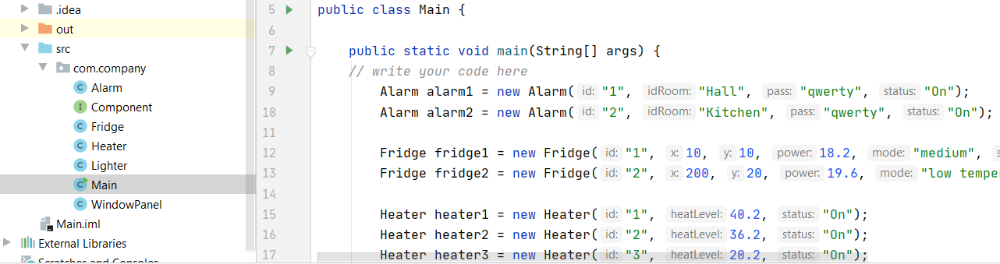 .idea
out
src
com.company
C Alarm
I Component
C Fridge
C Heater
C Lighter
C Main
C WindowPanel
Main.iml
External Libraries
Scratches and Consoles
5 public class Main {
6
7 public static void main(String[] args) {
8 // write your code here
9 Alarm alarm1 = new Alarm( id: "1", idRoom: "Hall", pass: "qwerty", status: "On");
10 Alarm alarm2 = new Alarm( id: "2", idRoom: "Kitchen", pass: "qwerty", status: "On");
11
12 Fridge fridge1 = new Fridge( id: "1", x: 10, y: 10, power: 18.2, mode: "medium", s
13 Fridge fridge2 = new Fridge( id: "2", x: 200, y: 20, power: 19.6, mode: "low tempe
14
15 Heater heater1 = new Heater( id: "1", heatLevel: 40.2, status: "On");
16 Heater heater2 = new Heater( id: "2", heatLevel: 36.2, status: "On");
17 Heater heater3 = new Heater( id: "3", heatLevel: 20.2, status: "On");